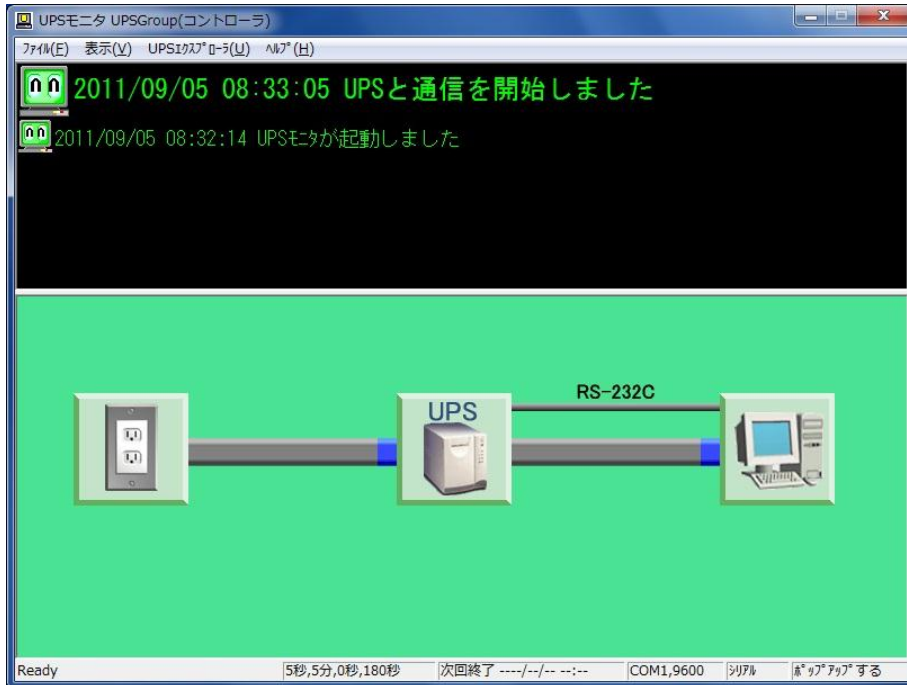 UPSモニタ UPSGroup(コントローラ)
ﾌｧｲﾙ(F) 表示(V) UPSｴｸｽﾌﾟﾛｰﾗ(U) ﾍﾙﾌﾟ(H)
2011/09/05 08:33:05 UPSと通信を開始しました
2011/09/05 08:32:14 UPSﾓﾆﾀが起動しました
RS-232C
UPS
Ready 5秒,5分,0秒,180秒 次回終了 ----/--/-- --:-- COM1,9600 ｼﾘｱﾙ ﾎﾟｯﾌﾟｱｯﾌﾟする